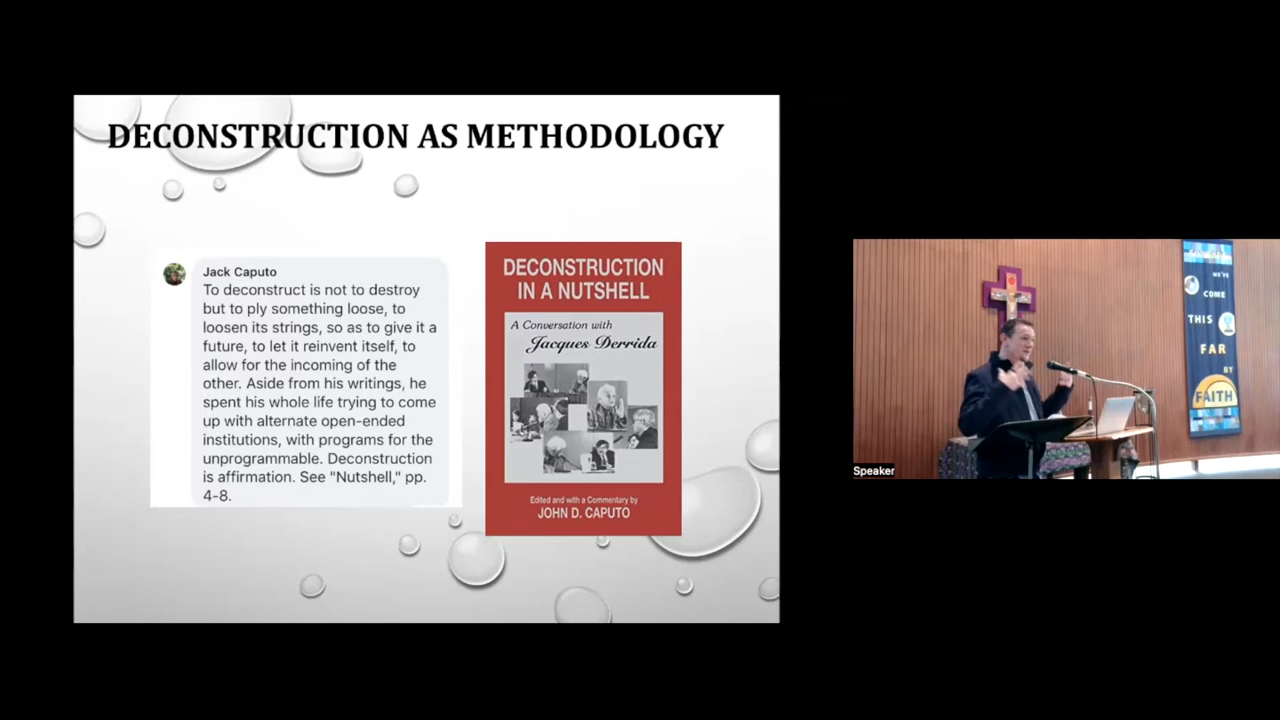 DECONSTRUCTION AS METHODOLOGY
Jack Caputo
To deconstruct is not to destroy
but to ply something loose, to
loosen its strings, so as to give it a
future, to let it reinvent itself, to
allow for the incoming of the
other. Aside from his writings, he
spent his whole life trying to come
up with alternate open-ended
institutions, with programs for the
unprogrammable. Deconstruction
is affirmation. See "Nutshell," pp.
4-8.
DECONSTRUCTION
IN A NUTSHELL
A Conversation with
Jacques Derrida
Edited and with a Commentary by
JOHN D. CAPUTO
WE'VE
COME
THIS
FAR
BY
FAITH
Speaker